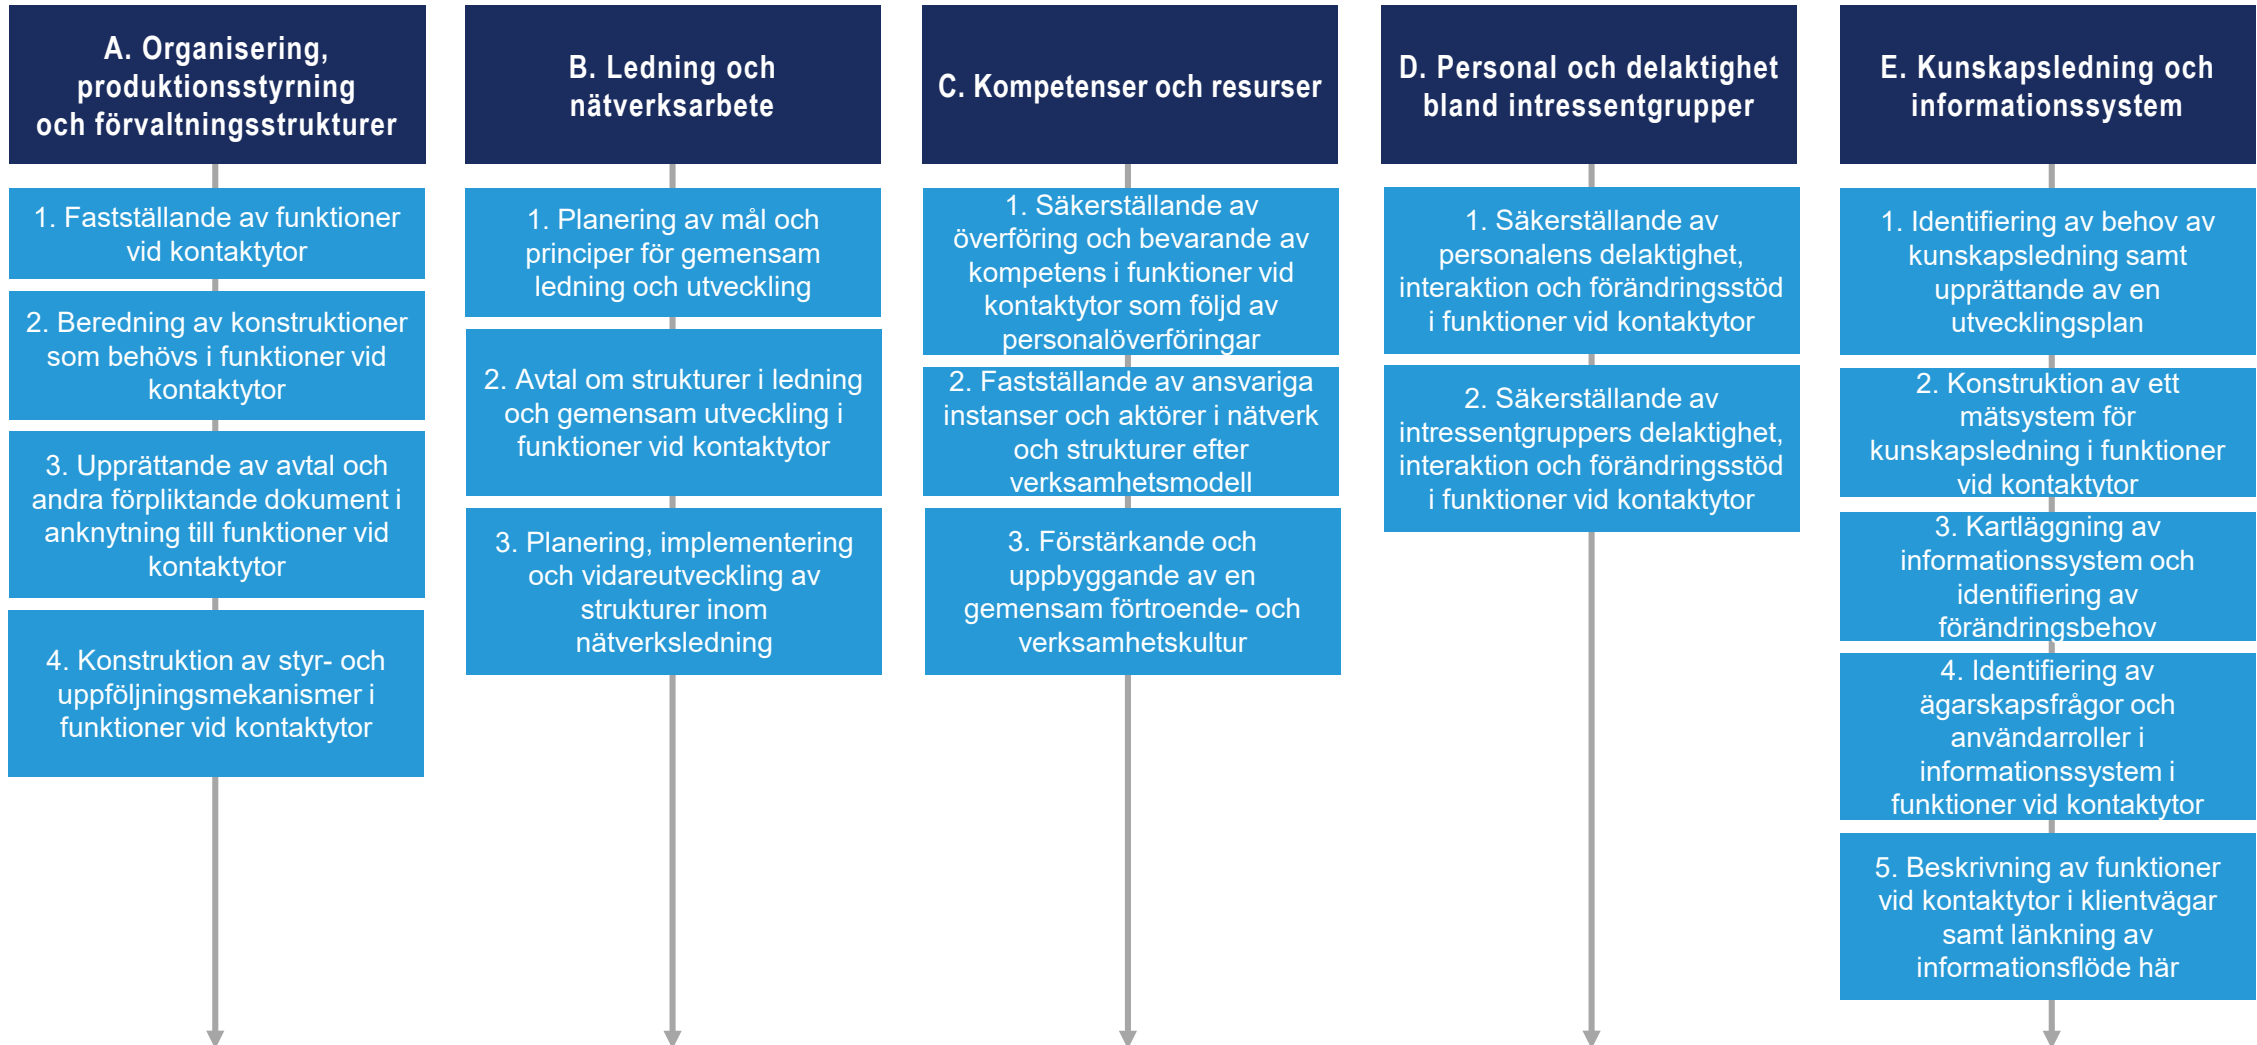 A. Organisering,
produktionsstyrning
och förvaltningsstrukturer
1. Fastställande av funktioner
vid kontaktytor
2. Beredning av konstruktioner
som behövs i funktioner vid
kontaktytor
3. Upprättande av avtal och
andra förpliktande dokument i
anknytning till funktioner vid
kontaktytor
4. Konstruktion av styr- och
uppföljningsmekanismer i
funktioner vid kontaktytor
B. Ledning och
nätverksarbete
1. Planering av mål och
principer för gemensam
ledning och utveckling
2. Avtal om strukturer i ledning
och gemensam utveckling i
funktioner vid kontaktytor
3. Planering, implementering
och vidareutveckling av
strukturer inom
nätverksledning
C. Kompetenser och resurser
1. Säkerställande av
överföring och bevarande av
kompetens i funktioner vid
kontaktytor som följd av
personalöverföringar
2. Fastställande av ansvariga
instanser och aktörer i nätverk
och strukturer efter
verksamhetsmodell
3. Förstärkande och
uppbyggande av en
gemensam förtroende- och
verksamhetskultur
D. Personal och delaktighet
bland intressentgrupper
1. Säkerställande av
personalens delaktighet,
interaktion och förändringsstöd
i funktioner vid kontaktytor
2. Säkerställande av
intressentgruppers delaktighet,
interaktion och förändringsstöd
i funktioner vid kontaktytor
E. Kunskapsledning och
informationssystem
1. Identifiering av behov av
kunskapsledning samt
upprättande av en
utvecklingsplan
2. Konstruktion av ett
mätsystem för
kunskapsledning i funktioner
vid kontaktytor
3. Kartläggning av
informationssystem och
identifiering av
förändringsbehov
4. Identifiering av
ägarskapsfrågor och
användarroller i
informationssystem i
funktioner vid kontaktytor
5. Beskrivning av funktioner
vid kontaktytor i klientvägar
samt länkning av
informationsflöde här